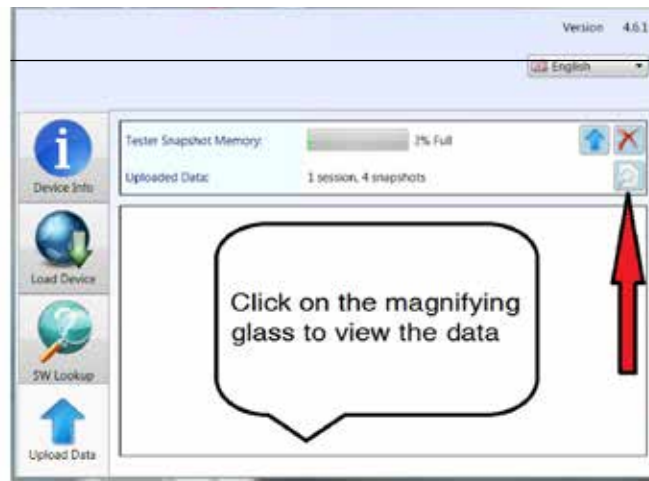 Version 4.6.1
English
Device Info
Tester Snapshot Memory: 3% Full
Uploaded Data: 1 session, 4 snapshots
Load Device
Click on the magnifying
glass to view the data
SW Lookup
Upload Data